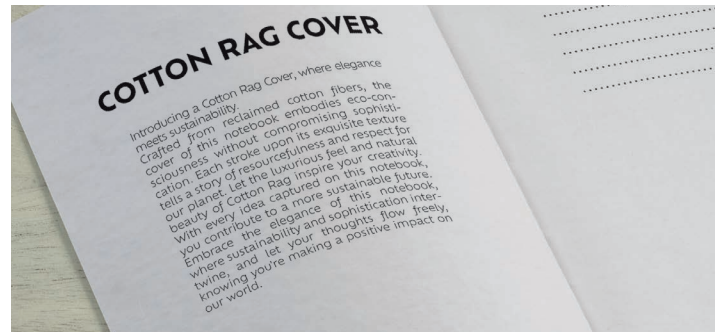 COTTON RAG COVER
Introducing a Cotton Rag Cover, where elegance
meets sustainability.
Crafted from reclaimed cotton fibers, the
cover of this notebook embodies eco-con-
sciousness without compromising sophisti-
cation. Each stroke upon its exquisite texture
tells a story of resourcefulness and respect for
our planet. Let the luxurious feel and natural
beauty of Cotton Rag inspire your creativity.
With every idea captured on this notebook,
you contribute to a more sustainable future.
Embrace the elegance of this notebook,
where sustainability and sophistication inter-
twine, and let your thoughts flow freely,
knowing you're making a positive impact on
our world.